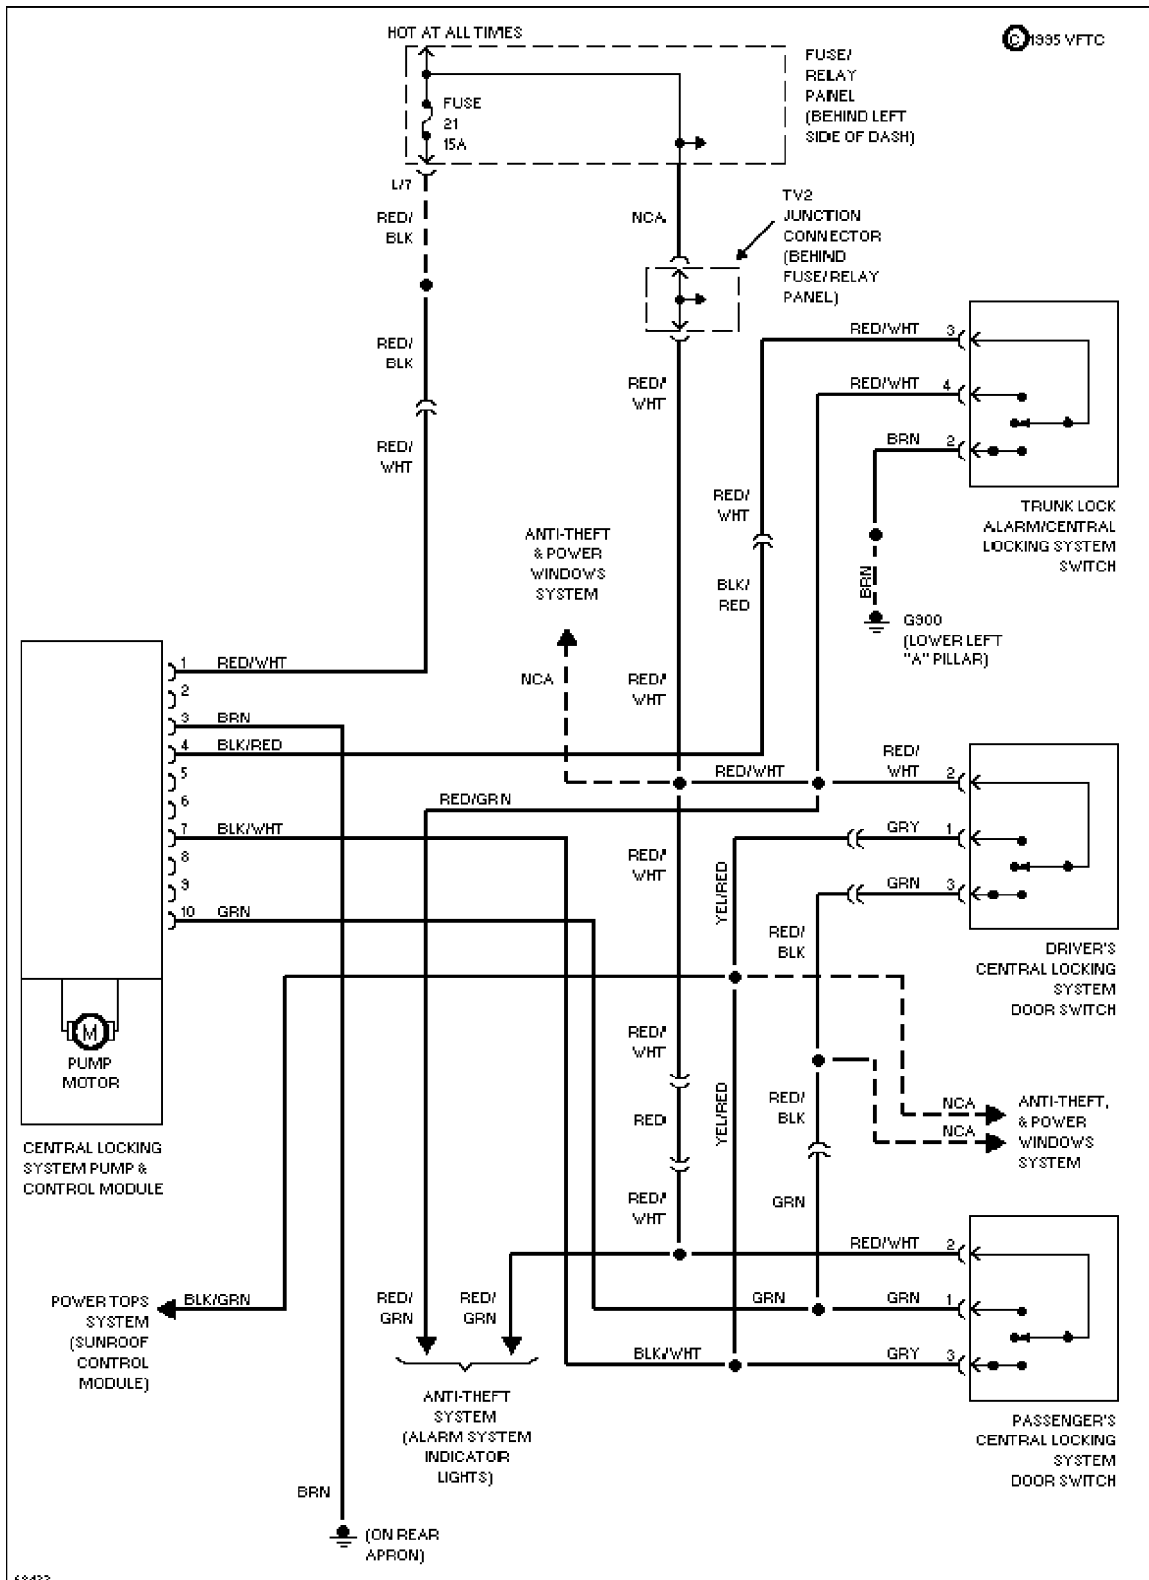 HOT AT ALL TIMES
© 1995 VFTC
FUSE/
RELAY
PANEL
(BEHIND LEFT
SIDE OF DASH)
FUSE
21
15A
L/7
RED/
BLK
NCA
TV2
JUNCTION
CONNECTOR
(BEHIND
FUSE/RELAY
PANEL)
RED/
BLK
RED/
WHT
RED/WHT 3
RED/WHT 4
BRN 2
RED/
WHT
TRUNK LOCK
ALARM/CENTRAL
LOCKING SYSTEM
SWITCH
RED/
WHT
BLK/
RED
BRN
G900
(LOWER LEFT
"A" PILLAR)
ANTI-THEFT
& POWER
WINDOWS
SYSTEM
NCA
RED/
WHT
1 RED/WHT
2
3 BRN
4 BLK/RED
5
6
7 BLK/WHT
8
9
10 GRN
RED/WHT
RED/
WHT 2
RED/GRN
GRY 1
GRN 3
RED/
WHT
YEL/RED
RED/
BLK
DRIVER'S
CENTRAL LOCKING
SYSTEM
DOOR SWITCH
M
PUMP
MOTOR
CENTRAL LOCKING
SYSTEM PUMP &
CONTROL MODULE
RED/
WHT
RED
RED/
WHT
YEL/RED
RED/
BLK
GRN
NCA
NCA
ANTI-THEFT,
& POWER
WINDOWS
SYSTEM
RED/WHT 2
GRN
GRN 1
BLK/WHT
GRY 3
PASSENGER'S
CENTRAL LOCKING
SYSTEM
DOOR SWITCH
POWER TOPS
SYSTEM
(SUNROOF
CONTROL
MODULE)
BLK/GRN
RED/
GRN
RED/
GRN
ANTI-THEFT
SYSTEM
(ALARM SYSTEM
INDICATOR
LIGHTS)
BRN
(ON REAR
APRON)